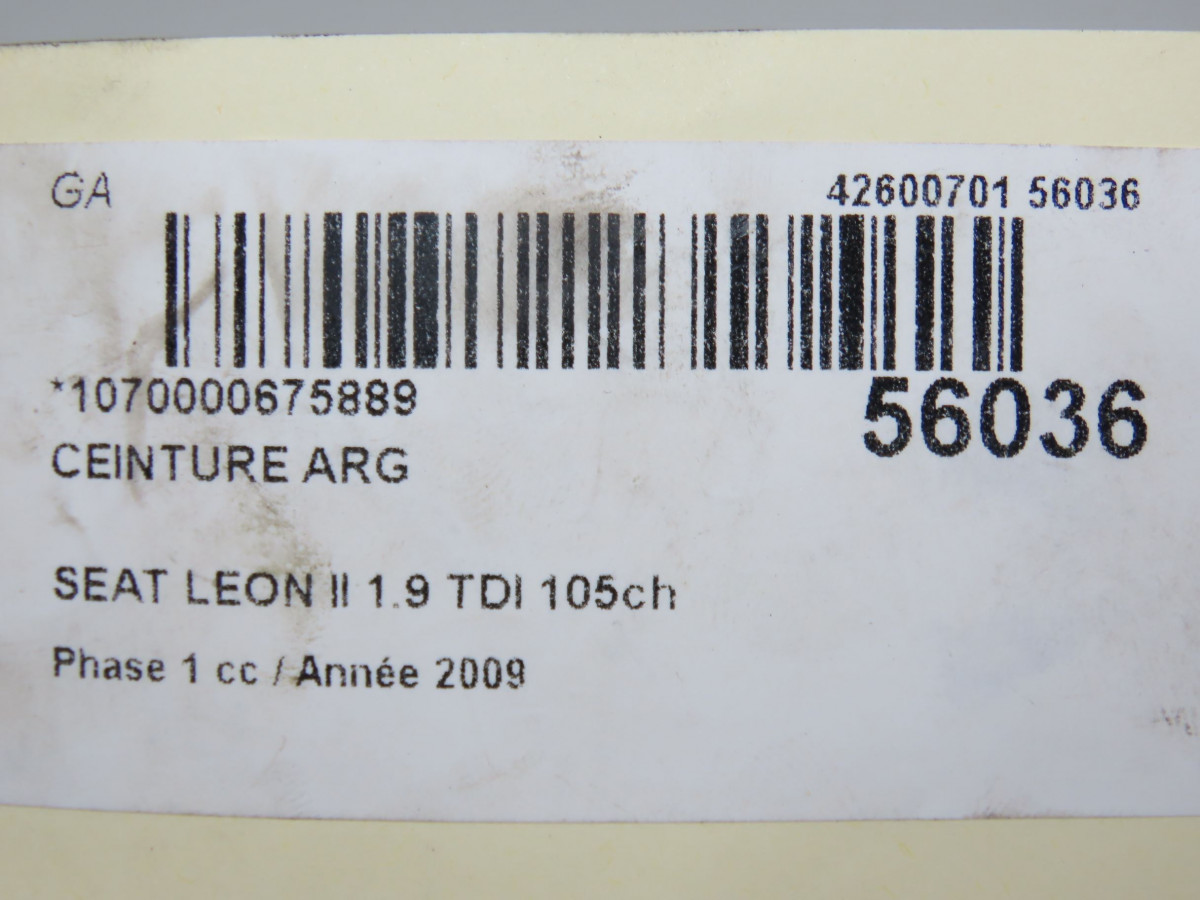 GA
42600701 56036
*1070000675889
56036
CEINTURE ARG
SEAT LEON II 1.9 TDI 105ch
Phase 1 cc / Année 2009